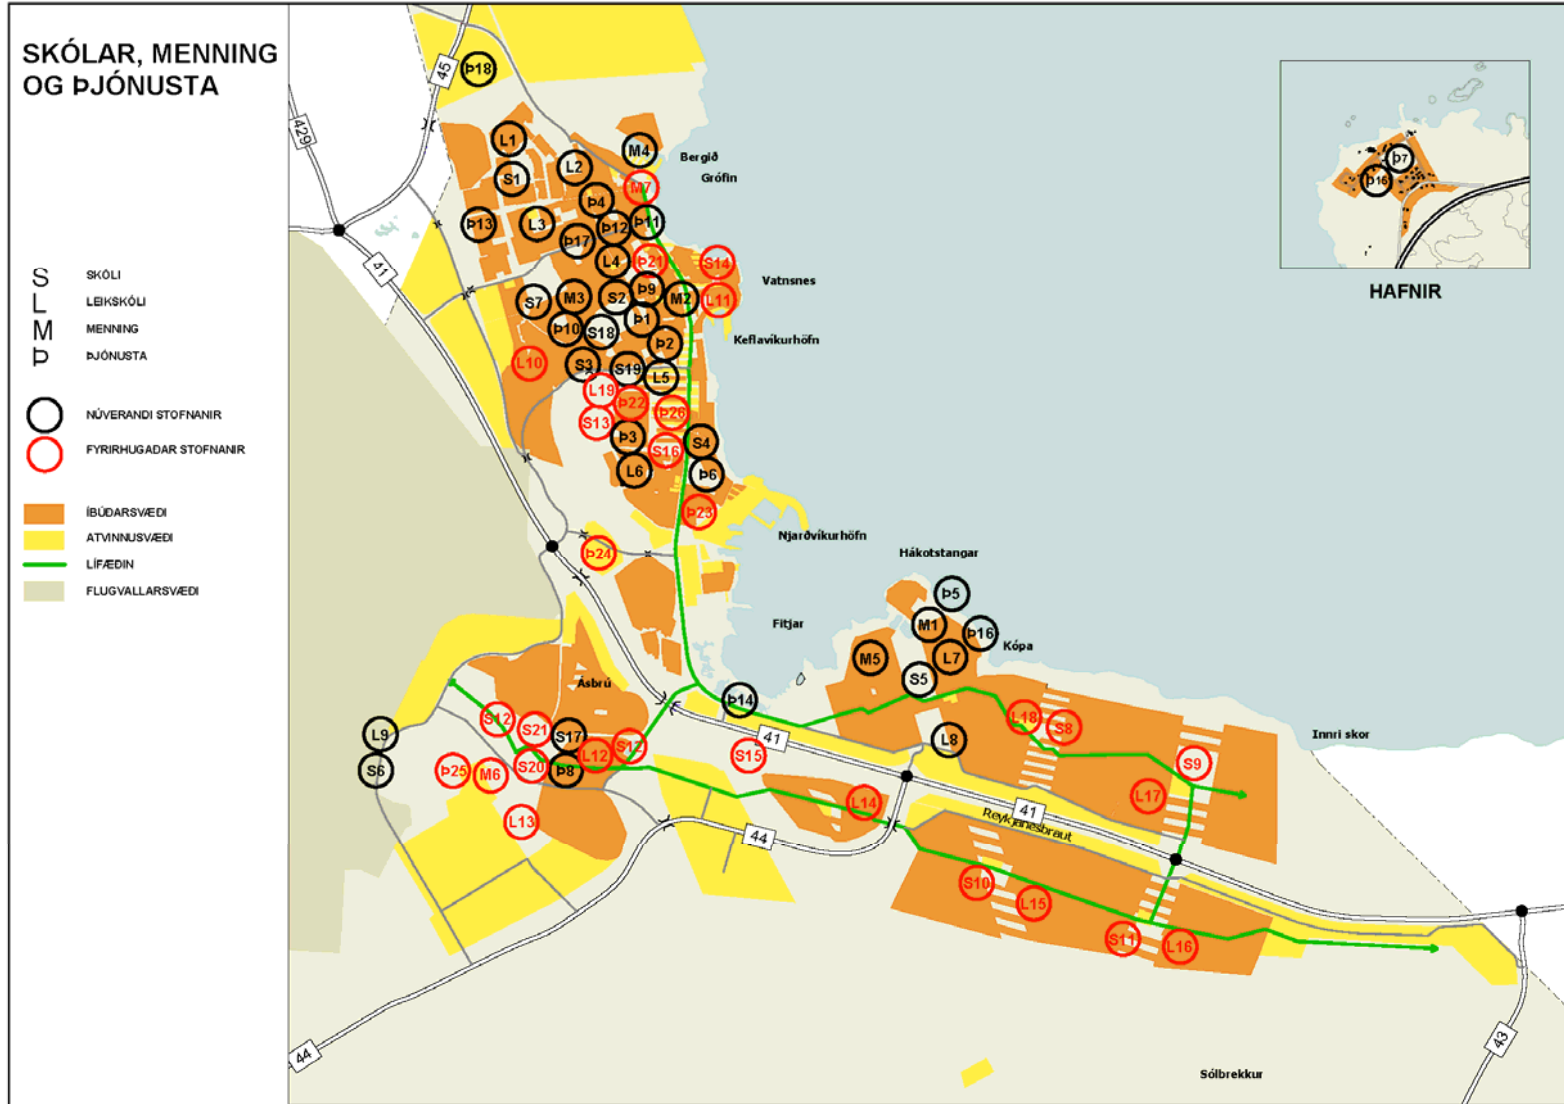 SKÓLAR, MENNING
OG ÞJÓNUSTA
S SKÓLI
L LEIKSKÓLI
M MENNING
Þ ÞJÓNUSTA
NÚVERANDI STOFNANIR
FYRIRHUGAÐAR STOFNANIR
ÍBÚÐARSVÆÐI
ATVINNUSVÆÐI
LÍFÆÐIN
FLUGVALLARSVÆÐI
45
Þ18
429
L1
L2
M4
Bergið
S1
Grófin
M7
Þ4
Þ13
L3
Þ12
Þ11
Þ17
41
L4
Þ21
S14
Vatnsnes
S7
M3
S2
Þ9
M2
L11
Þ10
S18
Þ1
Þ2
Keflavíkurhöfn
L10
S3
S19
L5
L19
Þ22
Þ26
S13
Þ3
S16
S4
L6
Þ6
Þ23
Njarðvíkurhöfn
Þ24
Hákotstangar
Þ5
Fitjar
M1
Þ16
Kópa
M5
L7
S5
Ásbrú
Þ14
S12
S21
S17
L12
S17
L9
S6
Þ25
M6
S20
Þ8
L13
S15
41
L8
L18
S8
Innri skor
S9
L17
L14
41
Reykjanesbraut
44
S10
L15
S11
L16
44
43
Sólbrekkur
Þ7
Þ16
HAFNIR